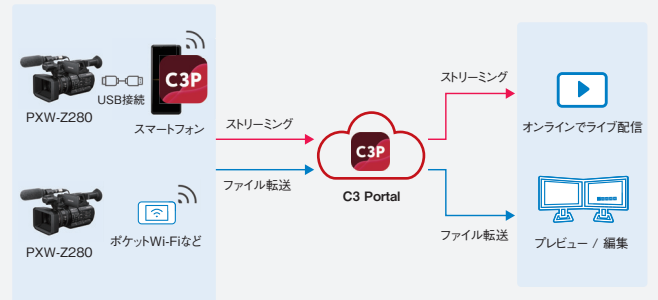 C3P
USB接続
PXW-Z280
スマートフォン
ストリーミング
ファイル転送
PXW-Z280
ポケットWi-Fiなど
C3P
C3 Portal
ストリーミング
オンラインでライブ配信
ファイル転送
プレビュー / 編集